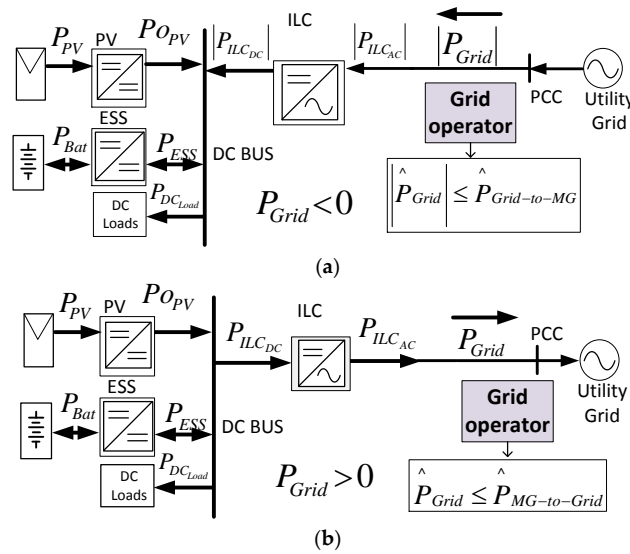 ILC
P_PV PV Po_PV |P_ILC_DC| |P_ILC_AC| |P_Grid|
ESS
P_Bat P_ESS DC BUS
DC Loads P_DC_Load
P_Grid<0
PCC
Utility
Grid
Grid
operator
|P̂_Grid| ≤ P̂_Grid−to−MG
(a)
ILC
P_PV PV Po_PV P_ILC_DC P_ILC_AC P_Grid
PCC
Utility
Grid
ESS
P_Bat P_ESS DC BUS
DC
Loads P_DC_Load
P_Grid>0
Grid
operator
P̂_Grid ≤ P̂_MG−to−Grid
(b)